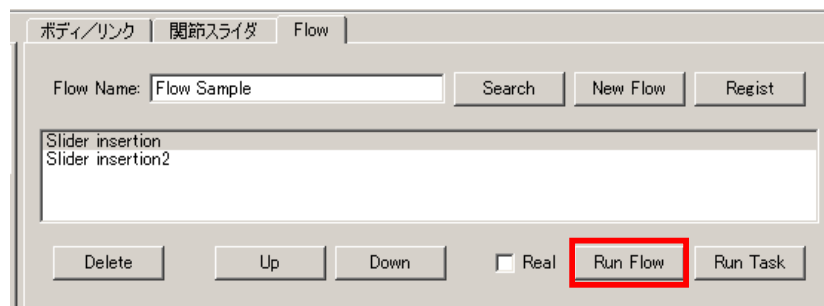 ボディ/リンク 関節スライダ Flow
Flow Name: Flow Sample Search New Flow Regist
Slider insertion
Slider insertion2
Delete Up Down Real Run Flow Run Task